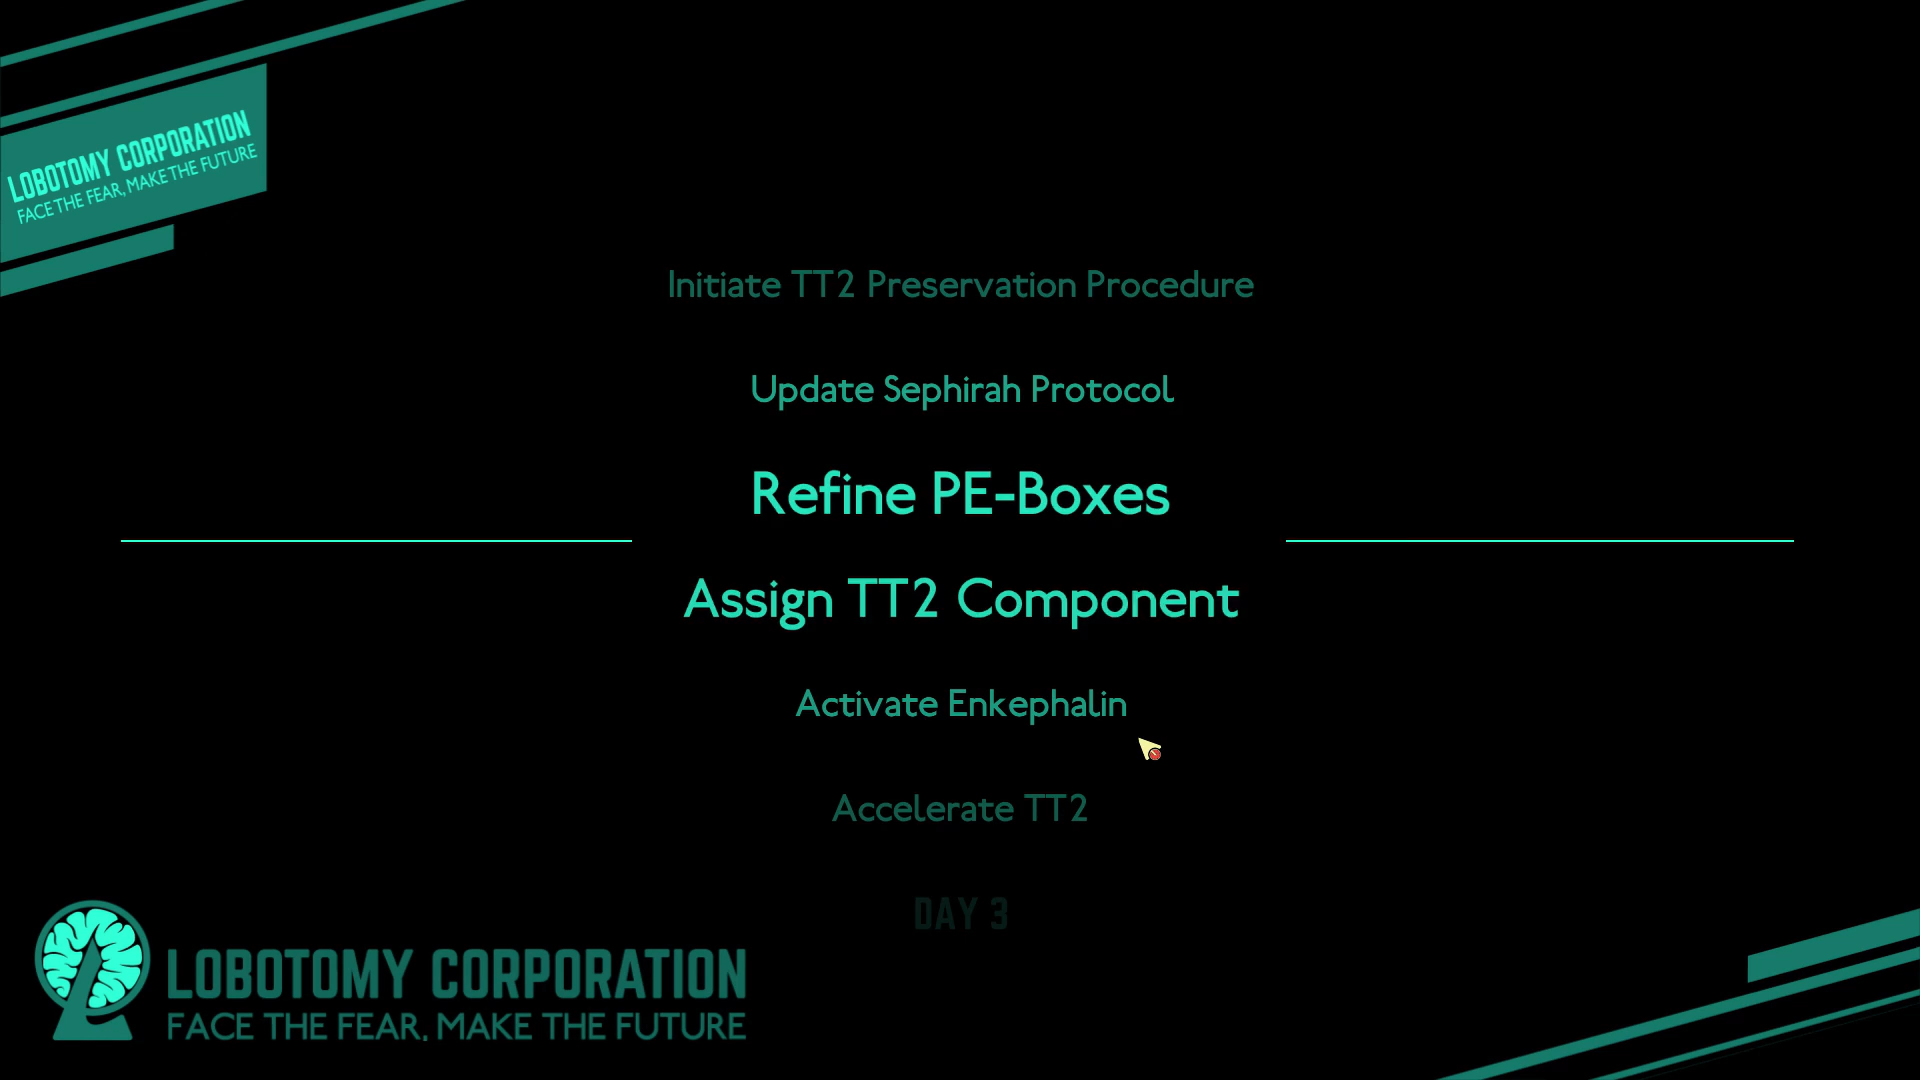 LOBOTOMY CORPORATION
FACE THE FEAR, MAKE THE FUTURE
Initiate TT2 Preservation Procedure
Update Sephirah Protocol
Refine PE-Boxes
Assign TT2 Component
Activate Enkephalin
Accelerate TT2
DAY 3
LOBOTOMY CORPORATION
FACE THE FEAR, MAKE THE FUTURE